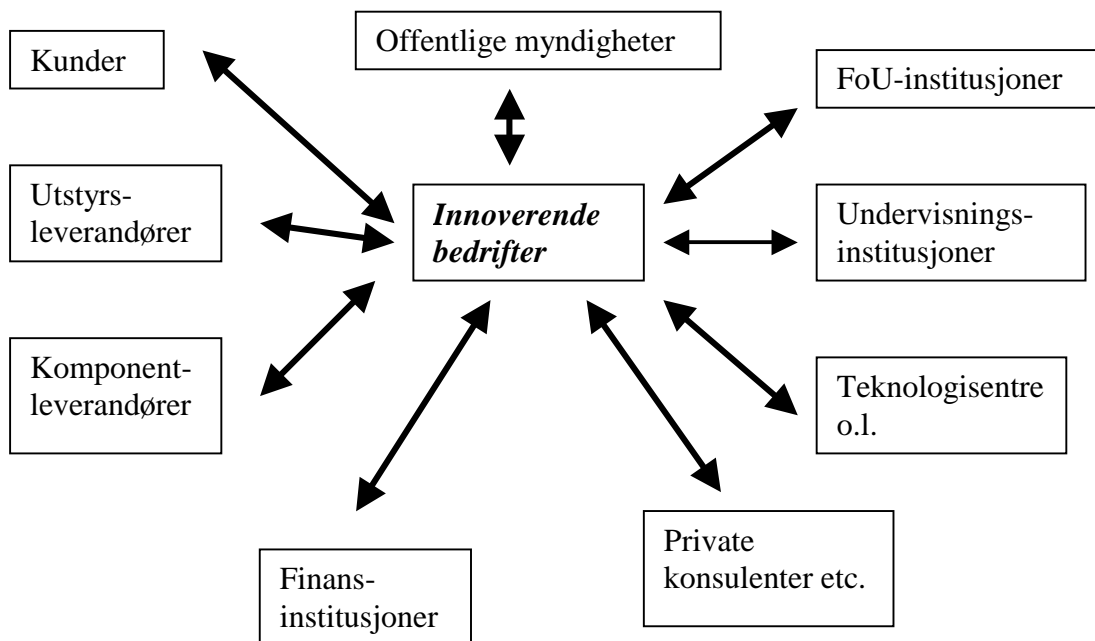 Offentlige myndigheter
Kunder
FoU-institusjoner
Utstyrs-
leverandører
Innoverende
bedrifter
Undervisnings-
institusjoner
Komponent-
leverandører
Teknologisentre
o.l.
Private
konsulenter etc.
Finans-
institusjoner